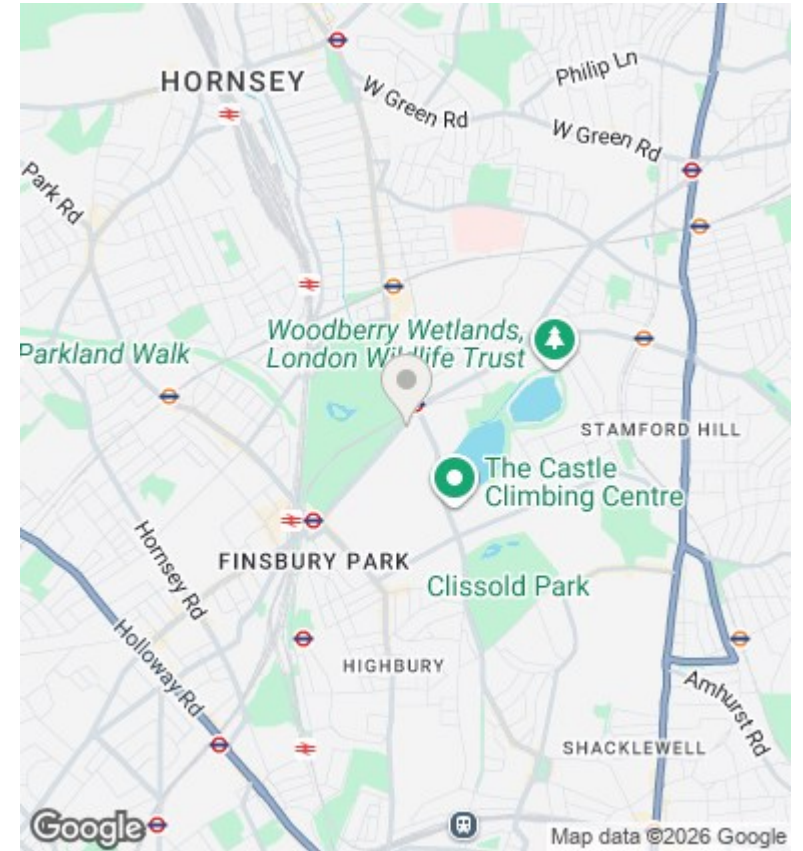 HORNSEY
Philip Ln
W Green Rd
W Green Rd
Park Rd
Woodberry Wetlands,
London Wildlife Trust
Parkland Walk
STAMFORD HILL
The Castle
Climbing Centre
Hornsey Rd
FINSBURY PARK
Clissold Park
Holloway Rd
HIGHBURY
Amhurst Rd
SHACKLEWELL
Google
Map data ©2026 Google